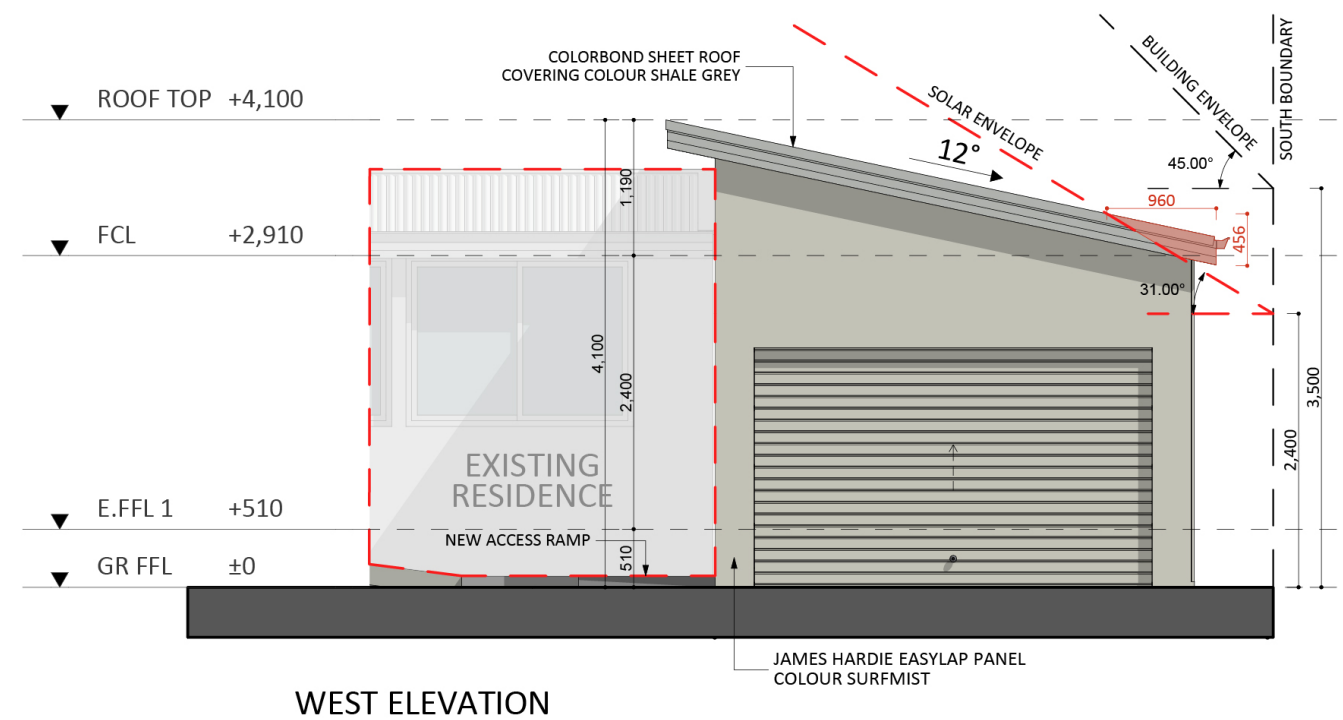 COLORBOND SHEET ROOF
COVERING COLOUR SHALE GREY
SOLAR ENVELOPE
BUILDING ENVELOPE
SOUTH BOUNDARY
ROOF TOP +4,100
12°
45.00°
1,190
960
456
FCL +2,910
31.00°
4,100
2,400
3,500
2,400
EXISTING
RESIDENCE
E.FFL 1 +510
NEW ACCESS RAMP
510
GR FFL ±0
JAMES HARDIE EASYLAP PANEL
COLOUR SURFMIST
WEST ELEVATION